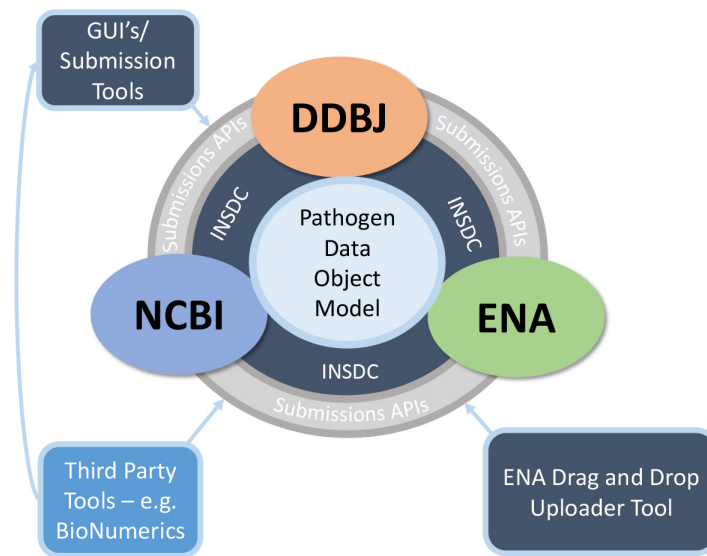 GUI's/
Submission
Tools
DDBJ
Submissions APIs
Submissions APIs
INSDC
INSDC
Pathogen
Data
Object
Model
NCBI
ENA
INSDC
Submissions APIs
Third Party
Tools – e.g.
BioNumerics
ENA Drag and Drop
Uploader Tool